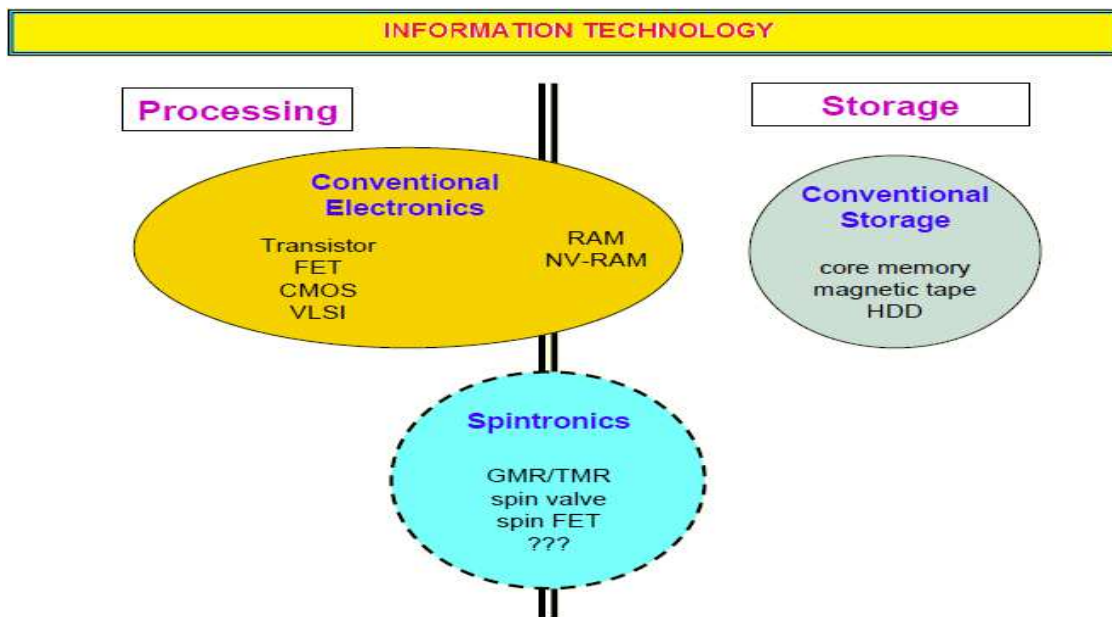 INFORMATION TECHNOLOGY
Processing
Storage
Conventional
Electronics
Transistor
FET
CMOS
VLSI
RAM
NV-RAM
Conventional
Storage
core memory
magnetic tape
HDD
Spintronics
GMR/TMR
spin valve
spin FET
???